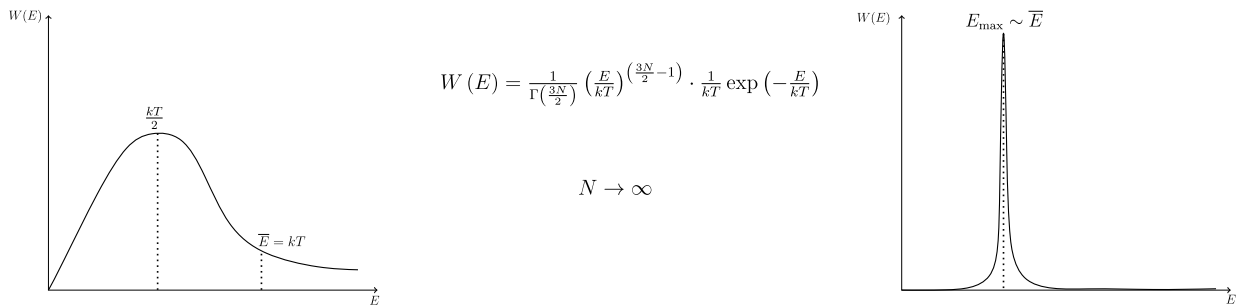 W(E)
kT/2
E̅ = kT
E
W (E) = 1/Γ(3N/2) (E/kT)^(3N/2 − 1) · 1/kT exp (−E/kT)
N → ∞
W(E)
E_max ∼ E̅
E